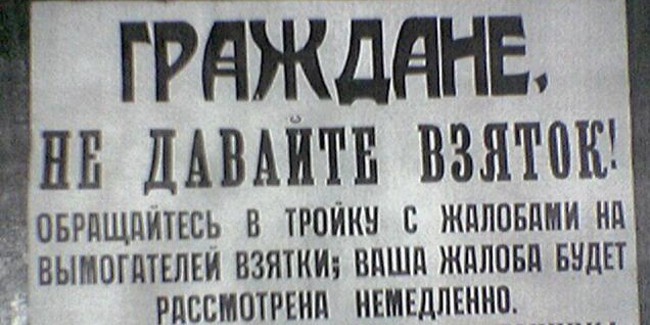 ГРАЖДАНЕ,
НЕ ДАВАЙТЕ ВЗЯТОК!
ОБРАЩАЙТЕСЬ В ТРОЙКУ С ЖАЛОБАМИ НА
ВЫМОГАТЕЛЕЙ ВЗЯТКИ; ВАША ЖАЛОБА БУДЕТ
РАССМОТРЕНА НЕМЕДЛЕННО.